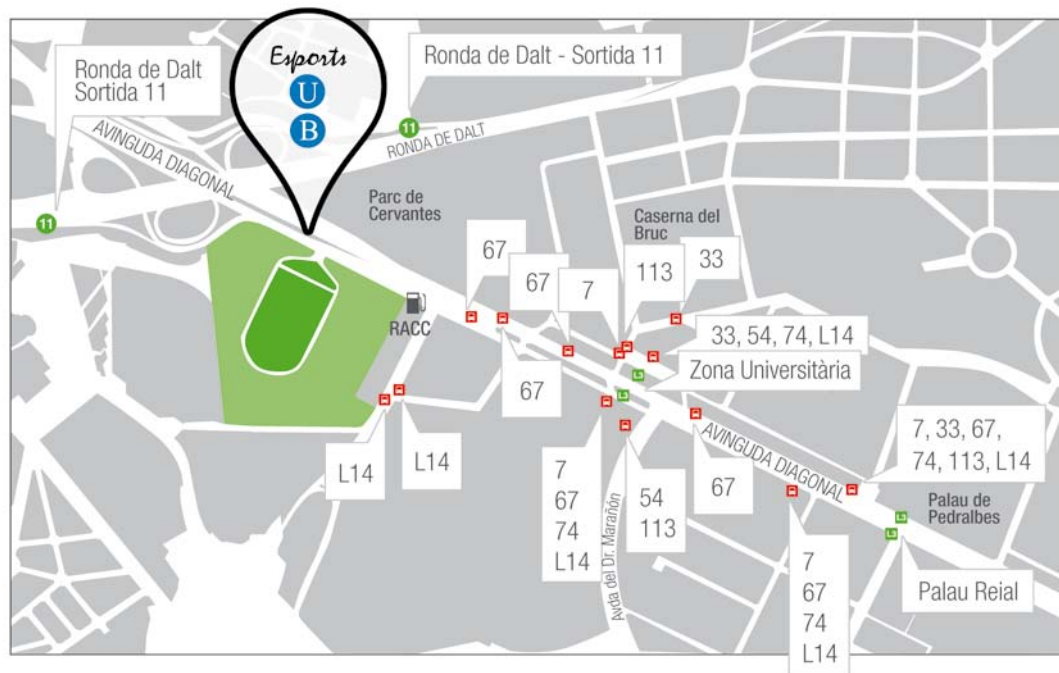 Esports
U
B
Ronda de Dalt
Sortida 11
Ronda de Dalt - Sortida 11
11
RONDA DE DALT
AVINGUDA DIAGONAL
11
Parc de
Cervantes
Caserna del
Bruc
67
67
7
113
33
RACC
33, 54, 74, L14
Zona Universitària
67
L3
L3
L14
L14
7
67
74
L14
54
113
Avda del Dr. Marañón
67
AVINGUDA DIAGONAL
7, 33, 67,
74, 113, L14
Palau de
Pedralbes
L3
L3
Palau Reial
7
67
74
L14